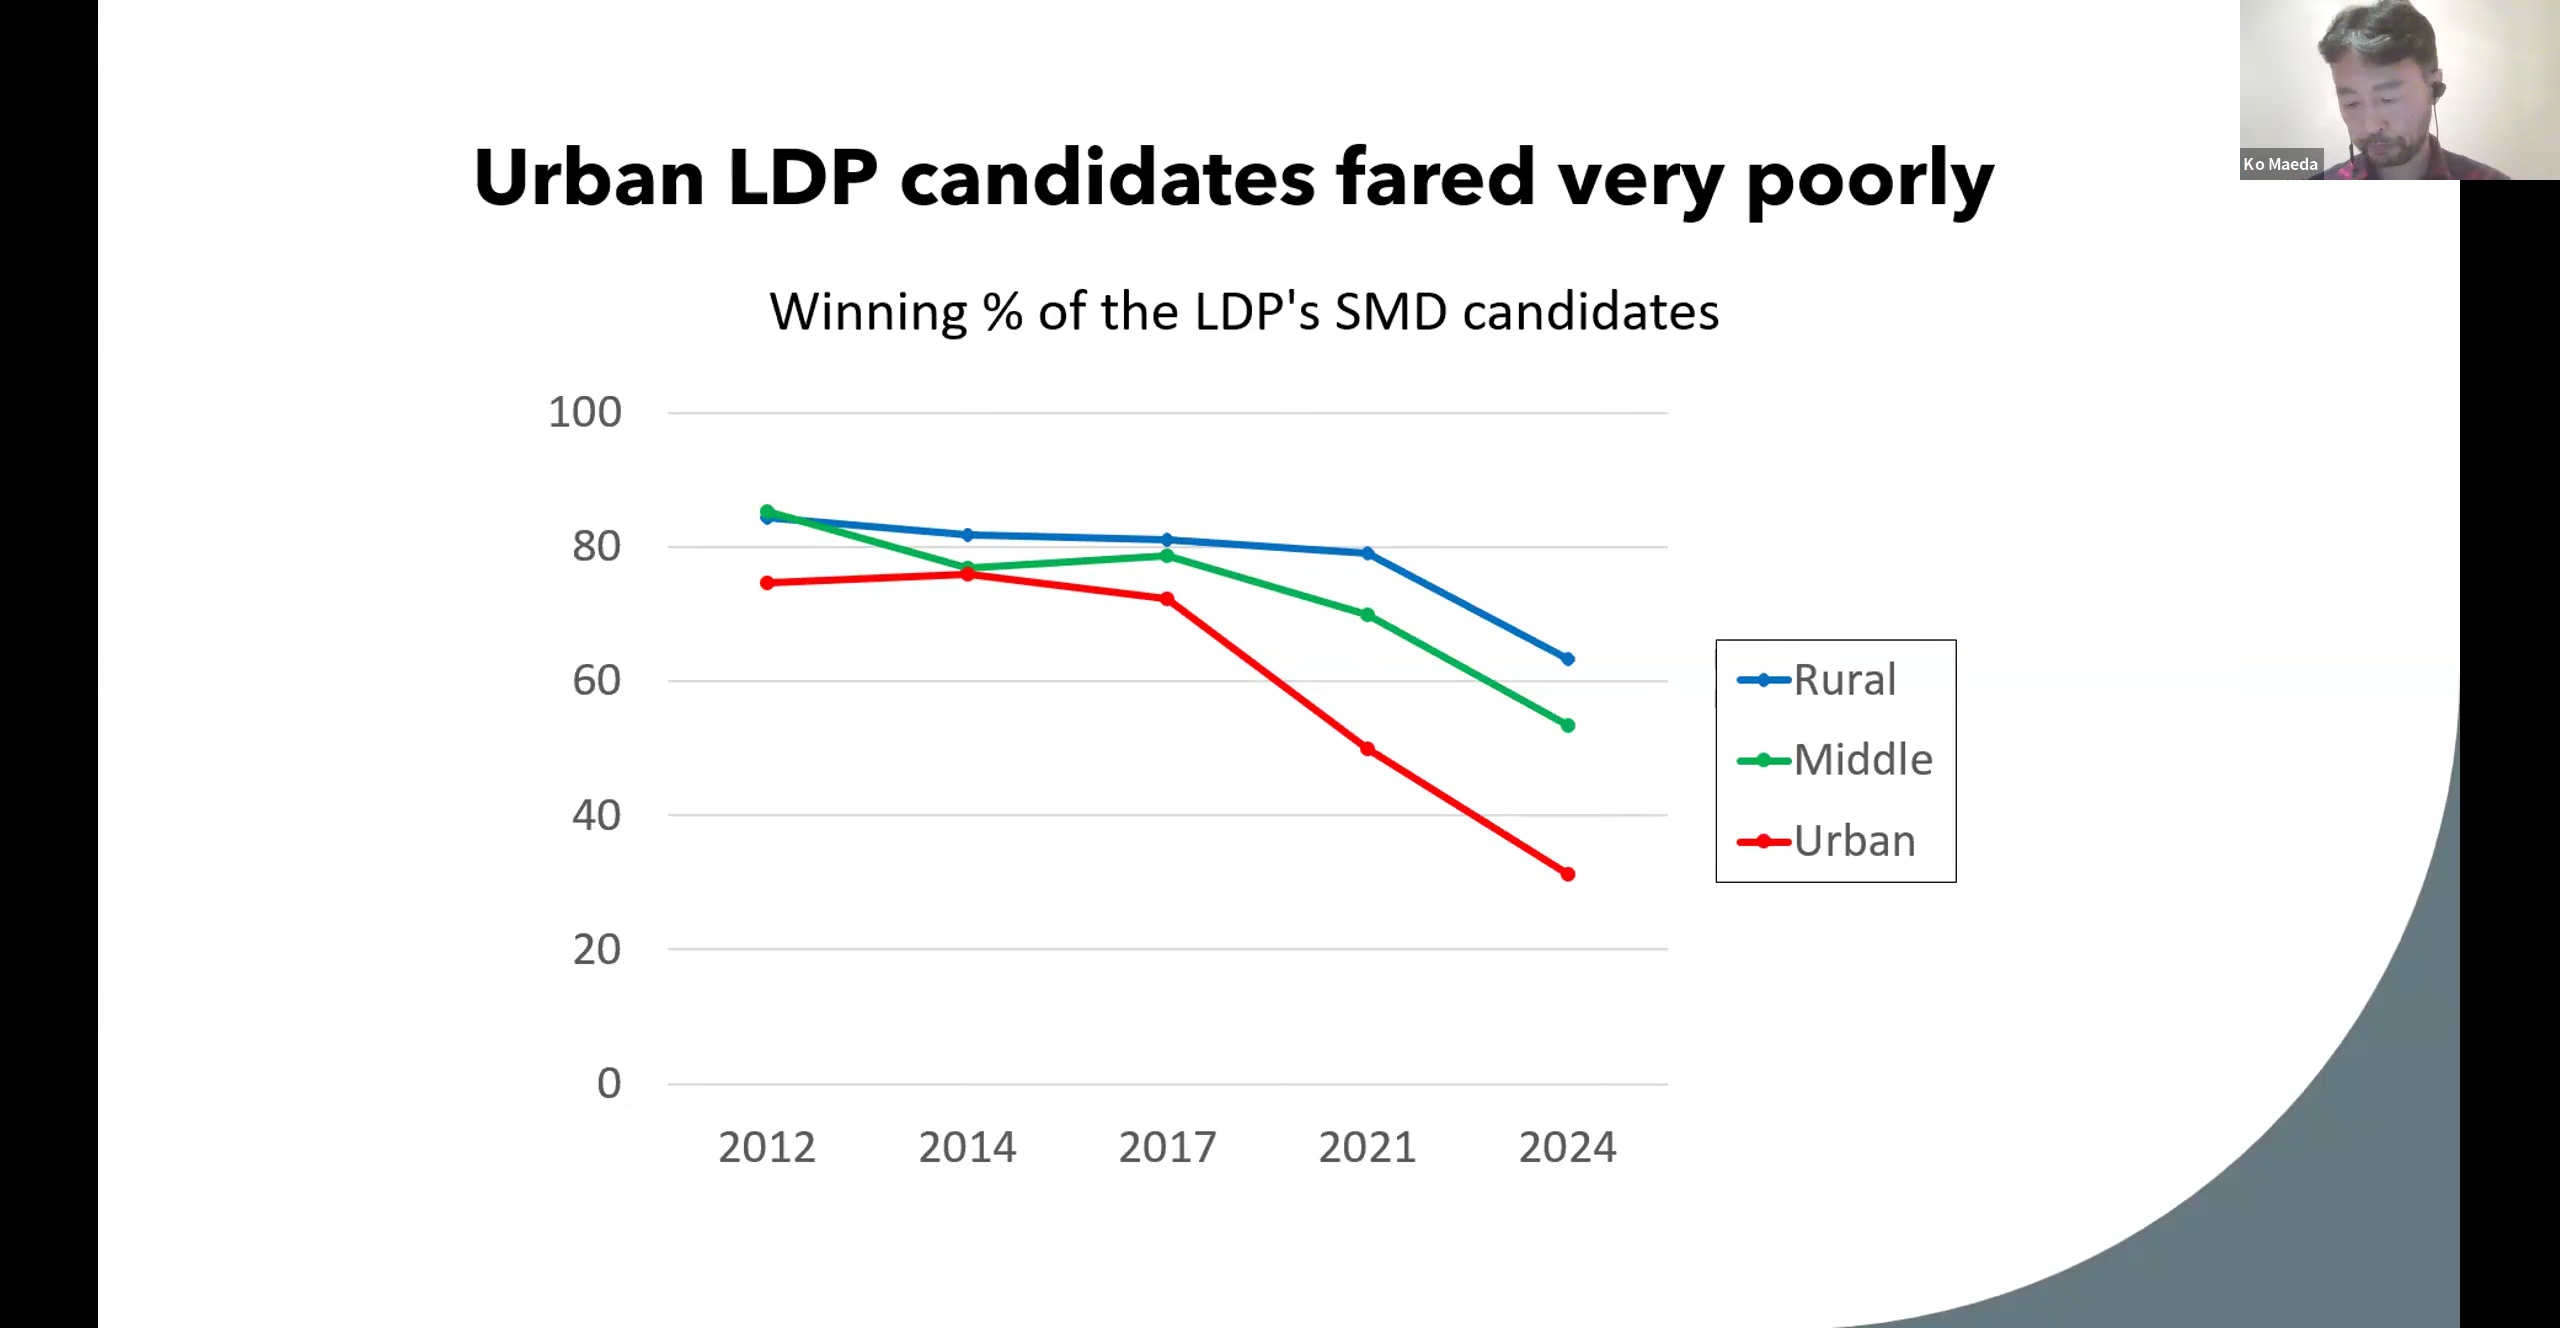 Ko Maeda
Urban LDP candidates fared very poorly
Winning % of the LDP's SMD candidates
100
80
60
40
20
0
2012 2014 2017 2021 2024
Rural
Middle
Urban